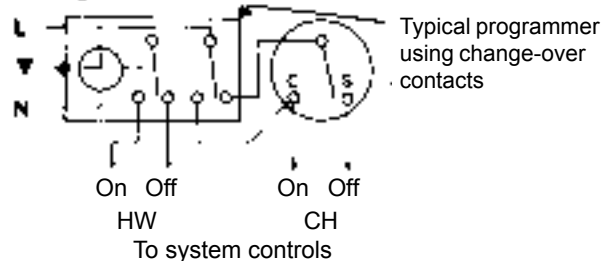 L
N
Typical programmer
using change-over
contacts
C S
On Off On Off
HW CH
To system controls